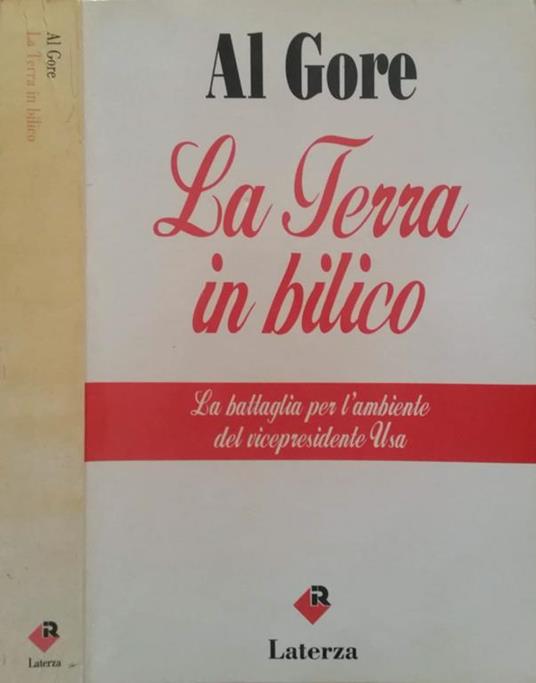 Al Gore
La Terra in bilico
Laterza
Al Gore
La Terra
in bilico
La battaglia per l'ambiente
del vicepresidente Usa
R
Laterza